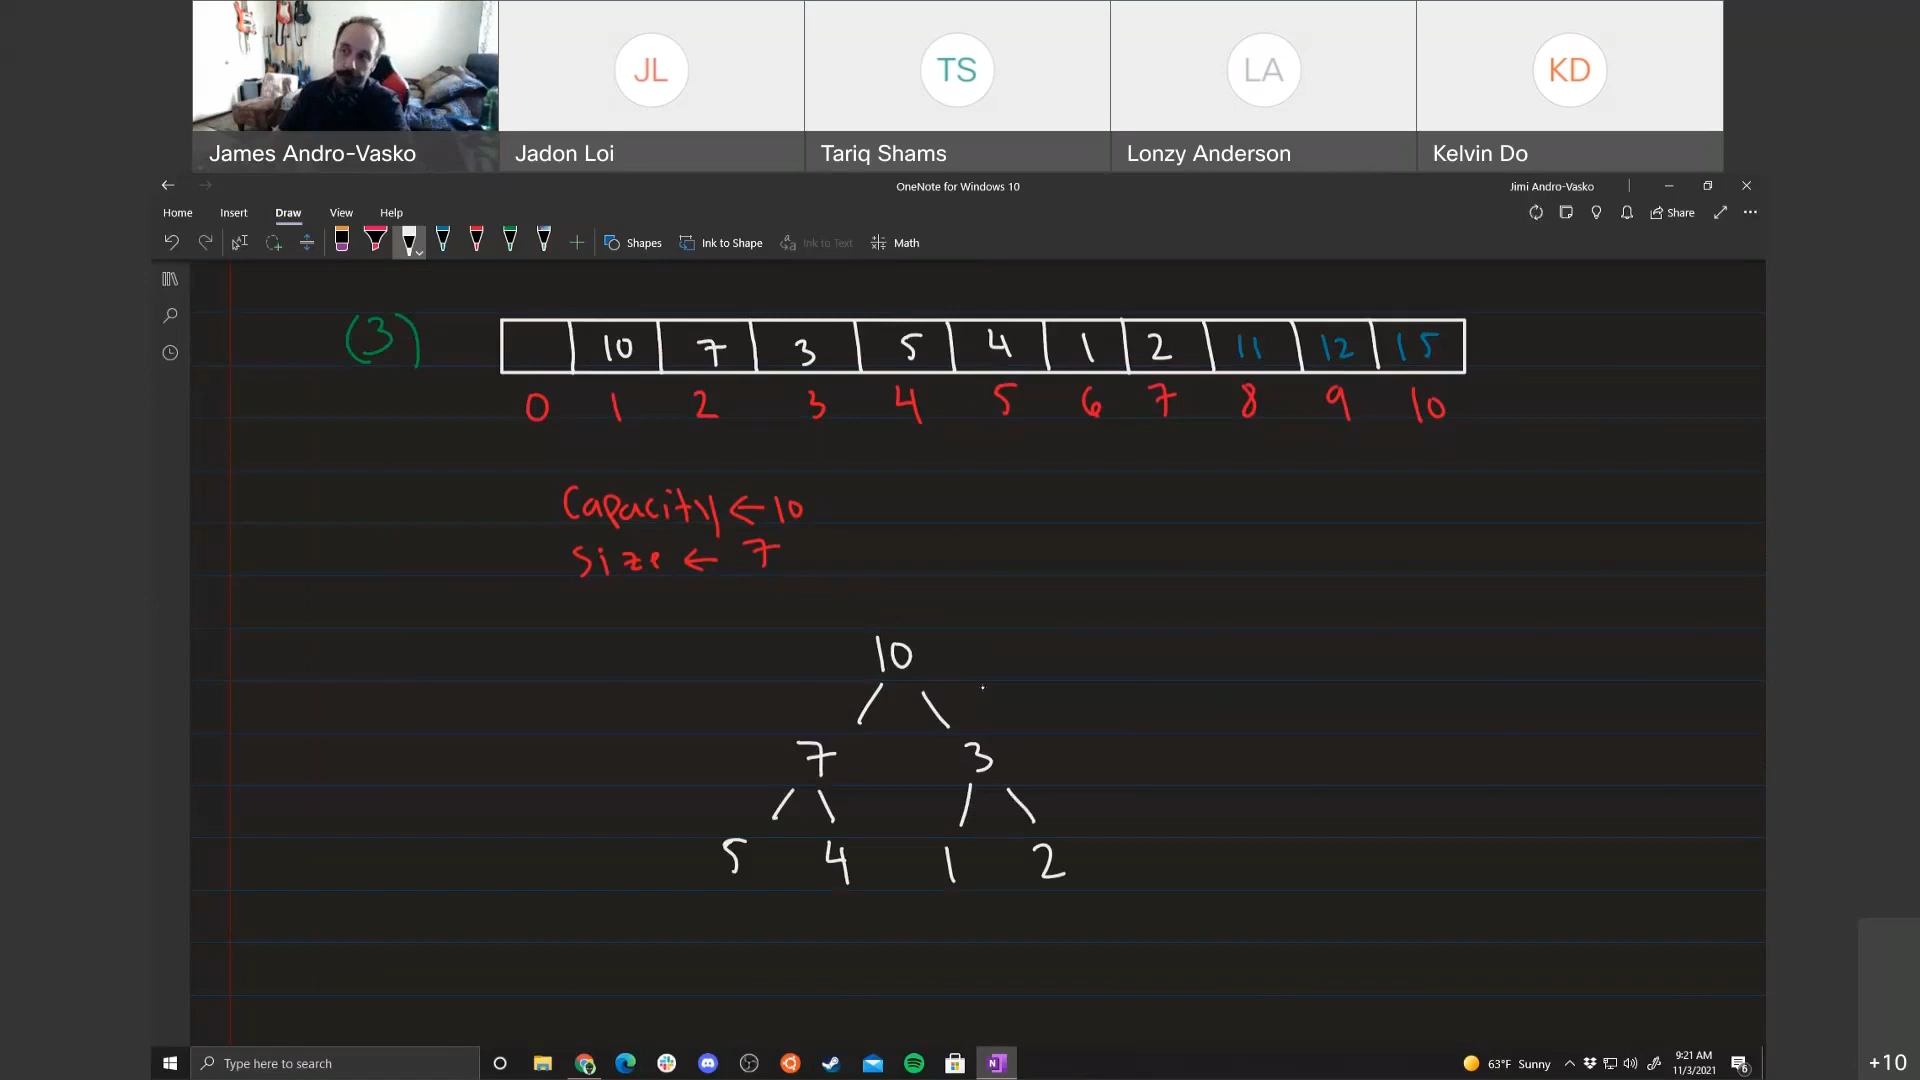 JL
TS
LA
KD
James Andro-Vasko
Jadon Loi
Tariq Shams
Lonzy Anderson
Kelvin Do
OneNote for Windows 10
Jimi Andro-Vasko
Home Insert Draw View Help
Share
Shapes Ink to Shape Ink to Text Math
(3) 10 7 3 5 4 1 2 11 12 15
0 1 2 3 4 5 6 7 8 9 10
Capacity ← 10
Size ← 7
10
7 3
5 4 1 2
Type here to search
63°F Sunny
9:21 AM
11/3/2021
6
+10